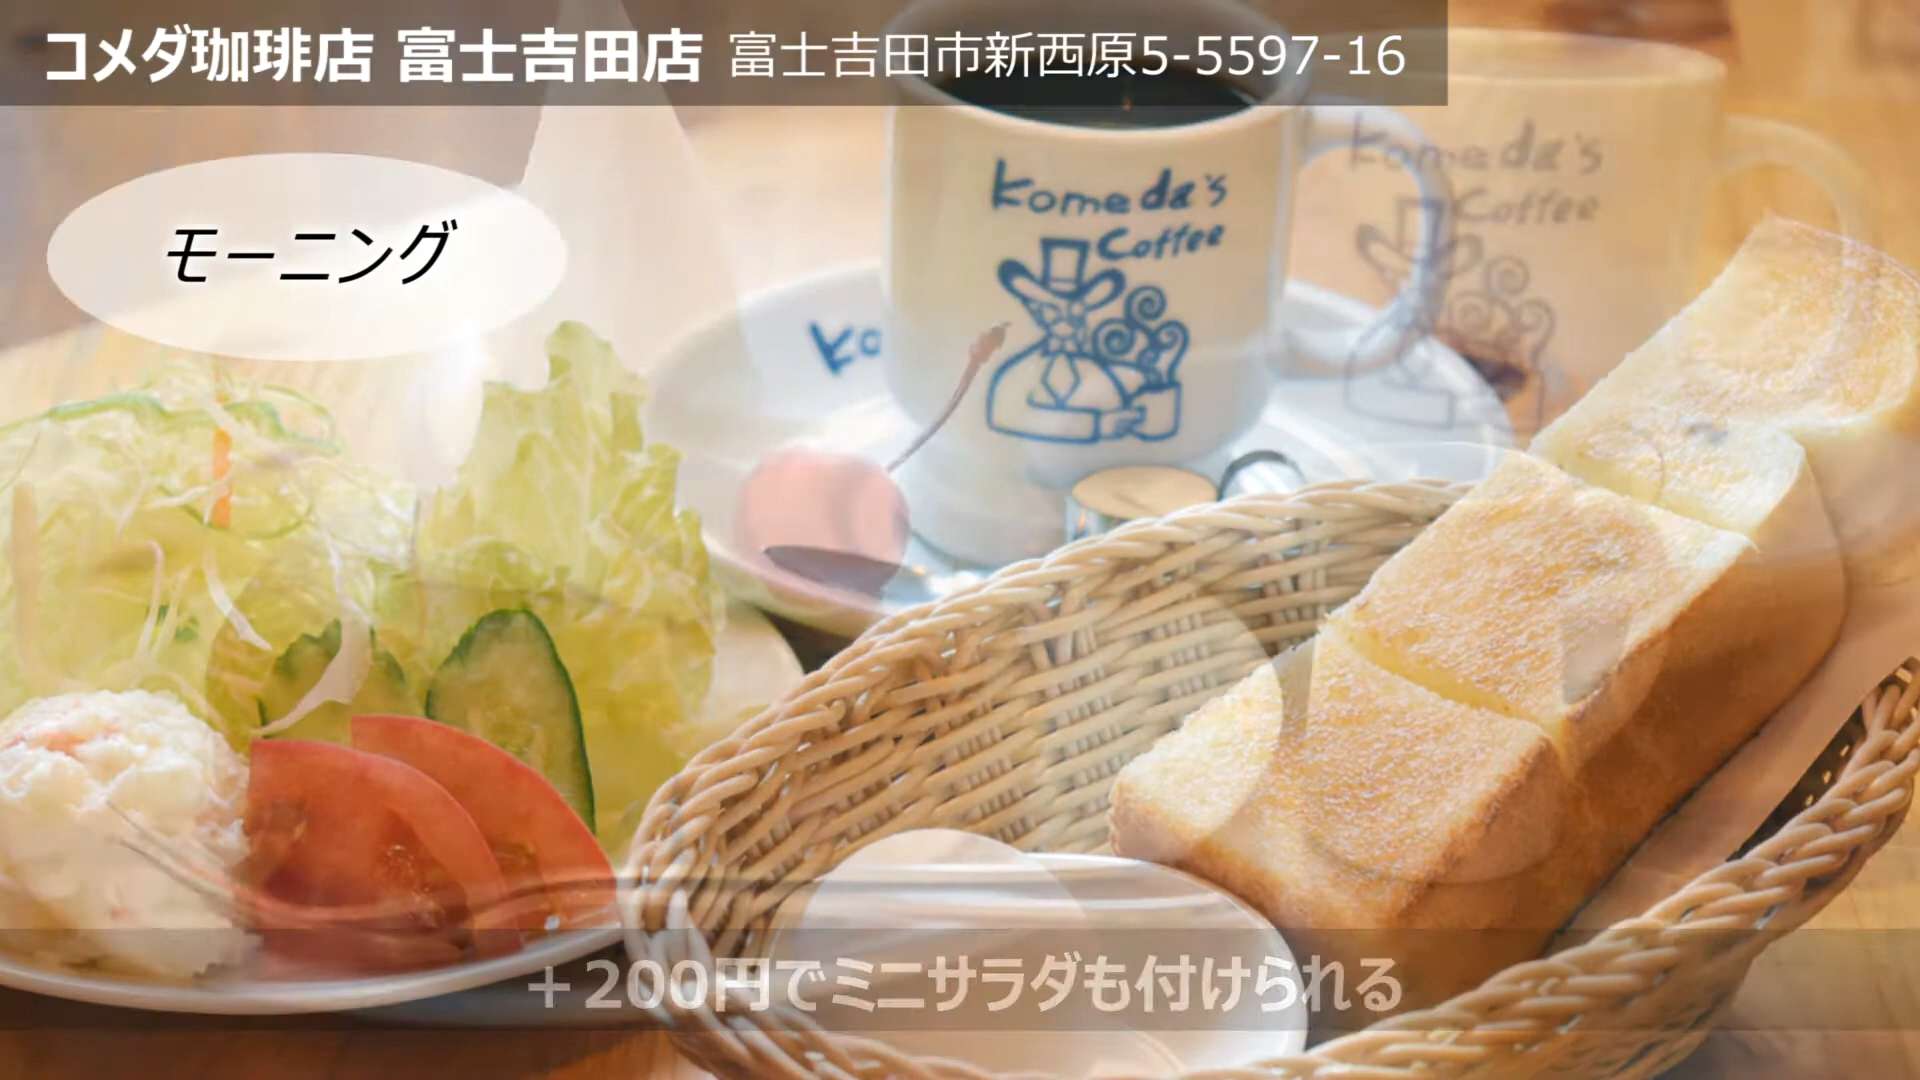 コメダ珈琲店 富士吉田店 富士吉田市新西原5-5597-16
モーニング
Komeda's
Coffee
Komeda's
Coffee
Ko
＋200円でミニサラダも付けられる